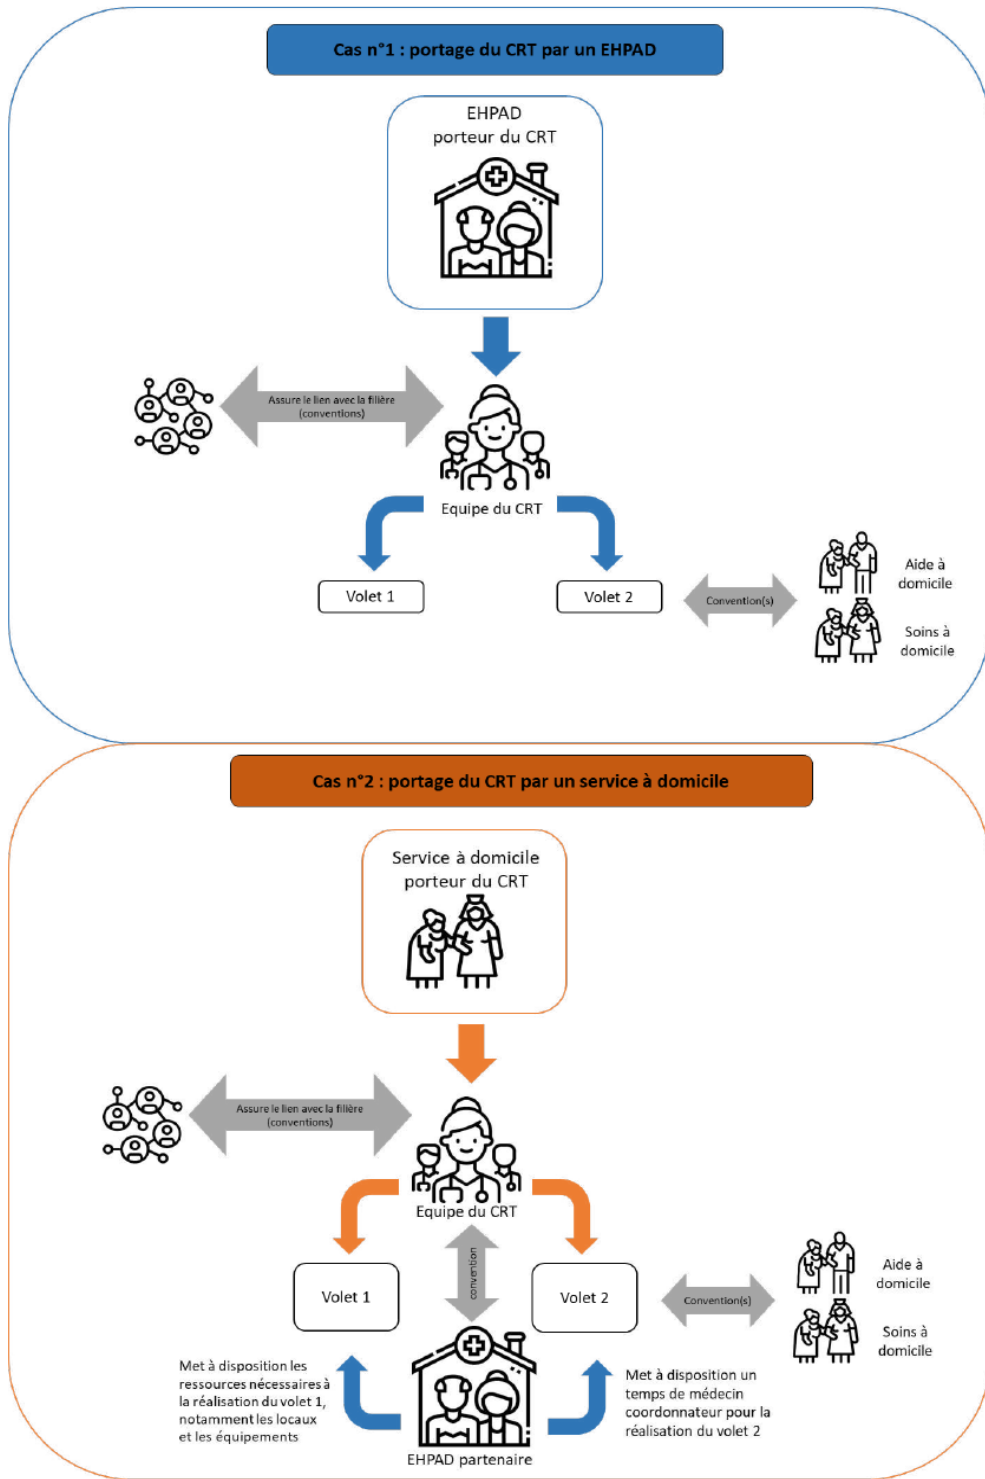 Cas n°1 : portage du CRT par un EHPAD
EHPAD
porteur du CRT
Assure le lien avec la filière
(conventions)
Equipe du CRT
Volet 1
Volet 2
Convention(s)
Aide à
domicile
Soins à
domicile
Cas n°2 : portage du CRT par un service à domicile
Service à domicile
porteur du CRT
Assure le lien avec la filière
(conventions)
Equipe du CRT
convention
Volet 1
Volet 2
Convention(s)
Aide à
domicile
Soins à
domicile
Met à disposition les
ressources nécessaires à
la réalisation du volet 1,
notamment les locaux
et les équipements
Met à disposition un
temps de médecin
coordonnateur pour la
réalisation du volet 2
EHPAD partenaire